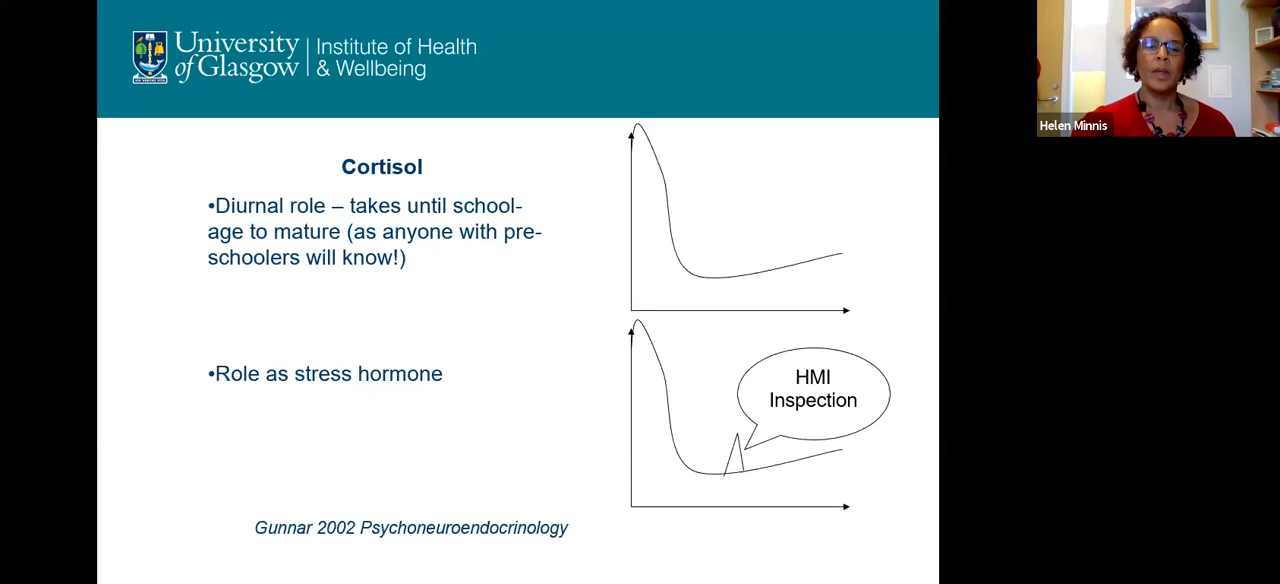 University
of Glasgow
Institute of Health
& Wellbeing
Helen Minnis
Cortisol
•Diurnal role – takes until school-
age to mature (as anyone with pre-
schoolers will know!)
•Role as stress hormone
HMI
Inspection
Gunnar 2002 Psychoneuroendocrinology